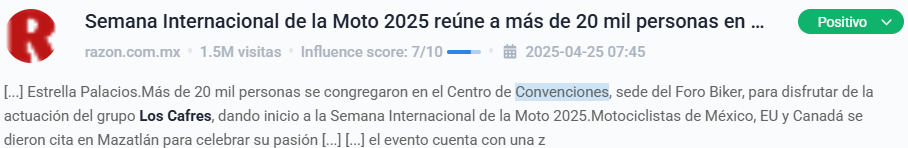 R
Semana Internacional de la Moto 2025 reúne a más de 20 mil personas en ...
Positivo
razon.com.mx • 1.5M visitas • Influence score: 7/10 • 2025-04-25 07:45
[...] Estrella Palacios.Más de 20 mil personas se congregaron en el Centro de Convenciones, sede del Foro Biker, para disfrutar de la
actuación del grupo Los Cafres, dando inicio a la Semana Internacional de la Moto 2025.Motociclistas de México, EU y Canadá se
dieron cita en Mazatlán para celebrar su pasión [...] [...] el evento cuenta con una z